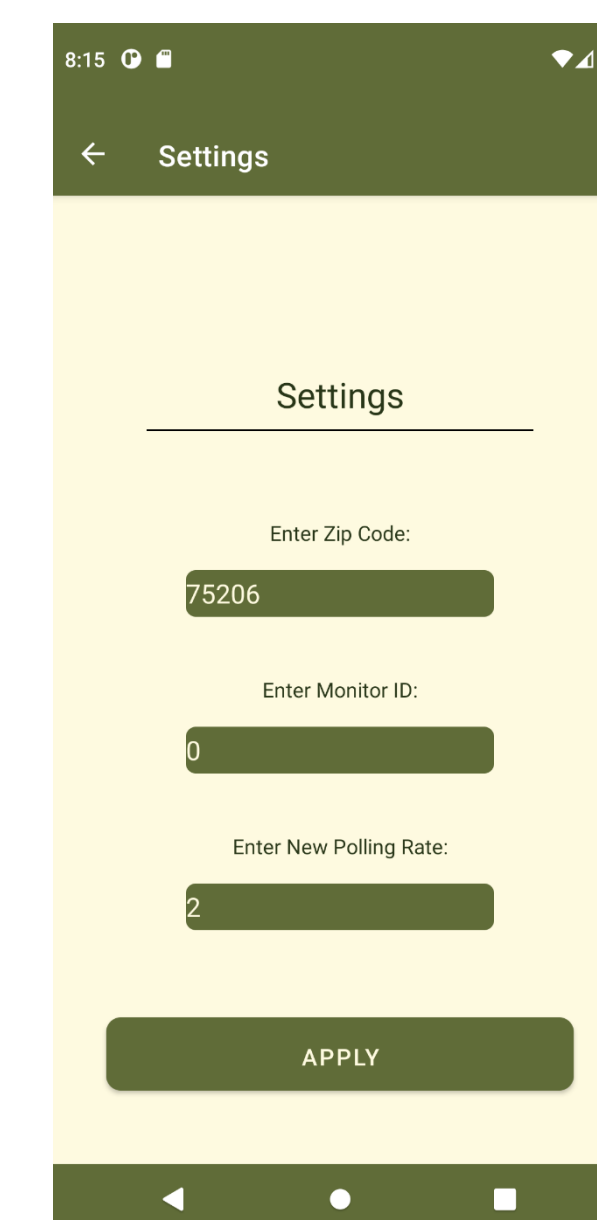 8:15
Settings
Settings
Enter Zip Code:
75206
Enter Monitor ID:
0
Enter New Polling Rate:
2
APPLY